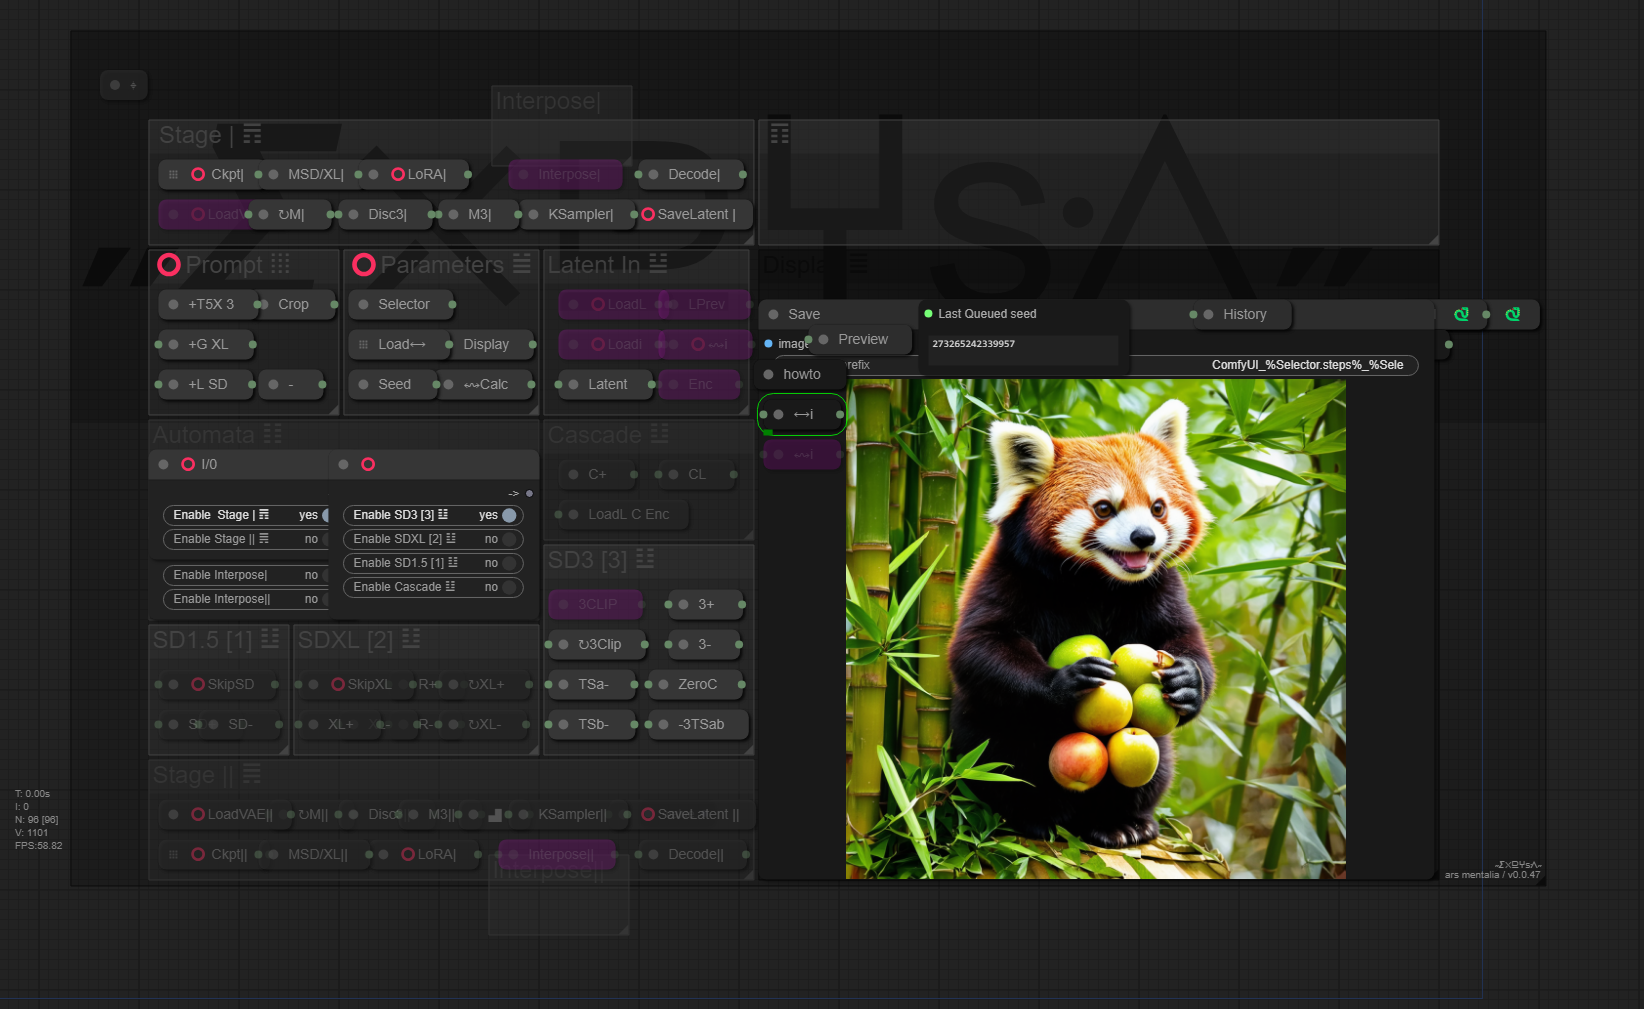 Interpose|
Stage |
Ckpt|
MSD/XL|
LoRA|
Interpose|
Decode|
LoadV
↻M|
Disc3|
M3|
KSampler|
SaveLatent |
Prompt
Parameters
Latent In
Display
+T5X 3
Crop
Selector
LoadL
LPrev
Save
Last Queued seed
History
+G XL
Load↔
Display
LoadI
image
Preview
273265242339957
+L SD
-
Seed
Calc
Latent
Enc
howto
refix
ComfyUI_%Selector.steps%_%Sele
↔i
Automata
Cascade
I/0
C+
CL
->
Enable Stage |
yes
Enable SD3 [3]
yes
LoadL C Enc
Enable Stage ||
no
Enable SDXL [2]
no
Enable SD1.5 [1]
no
Enable Interpose|
no
Enable Cascade
no
Enable Interpose||
no
SD3 [3]
3CLIP
3+
SD1.5 [1]
SDXL [2]
↻3Clip
3-
SkipSD
SkipXL
R+
↻XL+
TSa-
ZeroC
SD-
XL+
R-
↻XL-
TSb-
-3TSab
Stage ||
LoadVAE||
↻M||
Disc
M3||
KSampler||
SaveLatent ||
Ckpt||
MSD/XL||
LoRA|
Interpose||
Decode||
Interpose||
T: 0.00s
I: 0
N: 96 [96]
V: 1101
FPS:58.82
ars mentalia / v0.0.47